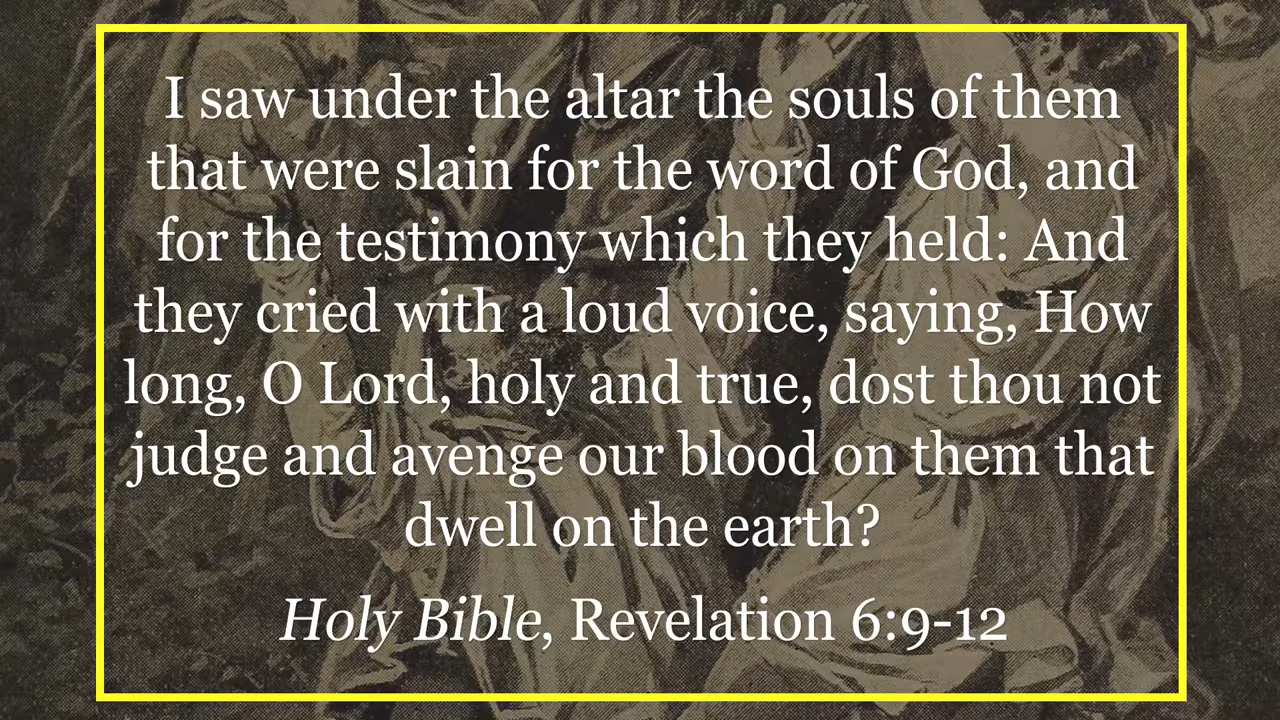 I saw under the altar the souls of them
that were slain for the word of God, and
for the testimony which they held: And
they cried with a loud voice, saying, How
long, O Lord, holy and true, dost thou not
judge and avenge our blood on them that
dwell on the earth?
Holy Bible, Revelation 6:9-12